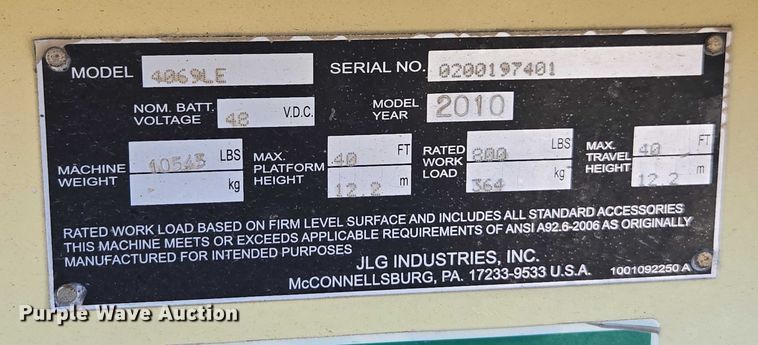 MODEL 4069LE SERIAL NO. 0200197401
NOM. BATT. VOLTAGE 48 V.D.C. MODEL YEAR 2010
MACHINE WEIGHT 10545 LBS kg MAX. PLATFORM HEIGHT 40 FT 12.2 m RATED WORK LOAD 800 LBS 364 kg MAX. TRAVEL HEIGHT 40 FT 12.2 m
RATED WORK LOAD BASED ON FIRM LEVEL SURFACE AND INCLUDES ALL STANDARD ACCESSORIES
THIS MACHINE MEETS OR EXCEEDS APPLICABLE REQUIREMENTS OF ANSI A92.6-2006 AS ORIGINALLY
MANUFACTURED FOR INTENDED PURPOSES
JLG INDUSTRIES, INC.
McCONNELLSBURG, PA. 17233-9533 U.S.A. 1001092250 A
Purple Wave Auction